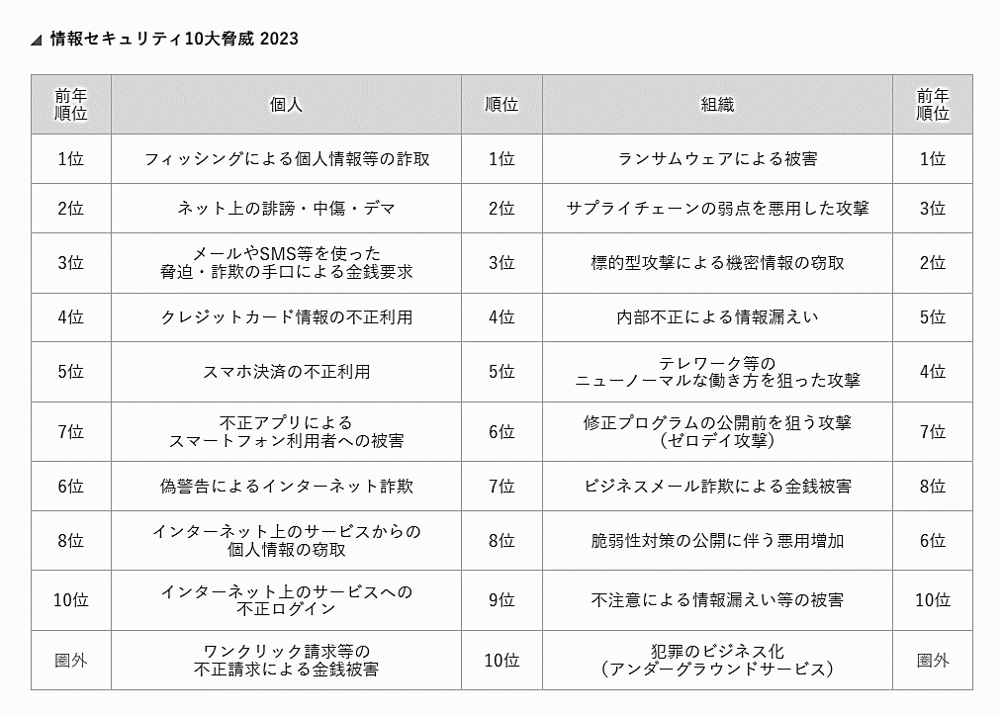 情報セキュリティ10大脅威 2023
前年
順位
個人
順位
組織
前年
順位
1位
フィッシングによる個人情報等の詐取
1位
ランサムウェアによる被害
1位
2位
ネット上の誹謗・中傷・デマ
2位
サプライチェーンの弱点を悪用した攻撃
3位
3位
メールやSMS等を使った
脅迫・詐欺の手口による金銭要求
3位
標的型攻撃による機密情報の窃取
2位
4位
クレジットカード情報の不正利用
4位
内部不正による情報漏えい
5位
5位
スマホ決済の不正利用
5位
テレワーク等の
ニューノーマルな働き方を狙った攻撃
4位
7位
不正アプリによる
スマートフォン利用者への被害
6位
修正プログラムの公開前を狙う攻撃
（ゼロデイ攻撃）
7位
6位
偽警告によるインターネット詐欺
7位
ビジネスメール詐欺による金銭被害
8位
8位
インターネット上のサービスからの
個人情報の窃取
8位
脆弱性対策の公開に伴う悪用増加
6位
10位
インターネット上のサービスへの
不正ログイン
9位
不注意による情報漏えい等の被害
10位
圏外
ワンクリック請求等の
不正請求による金銭被害
10位
犯罪のビジネス化
（アンダーグラウンドサービス）
圏外